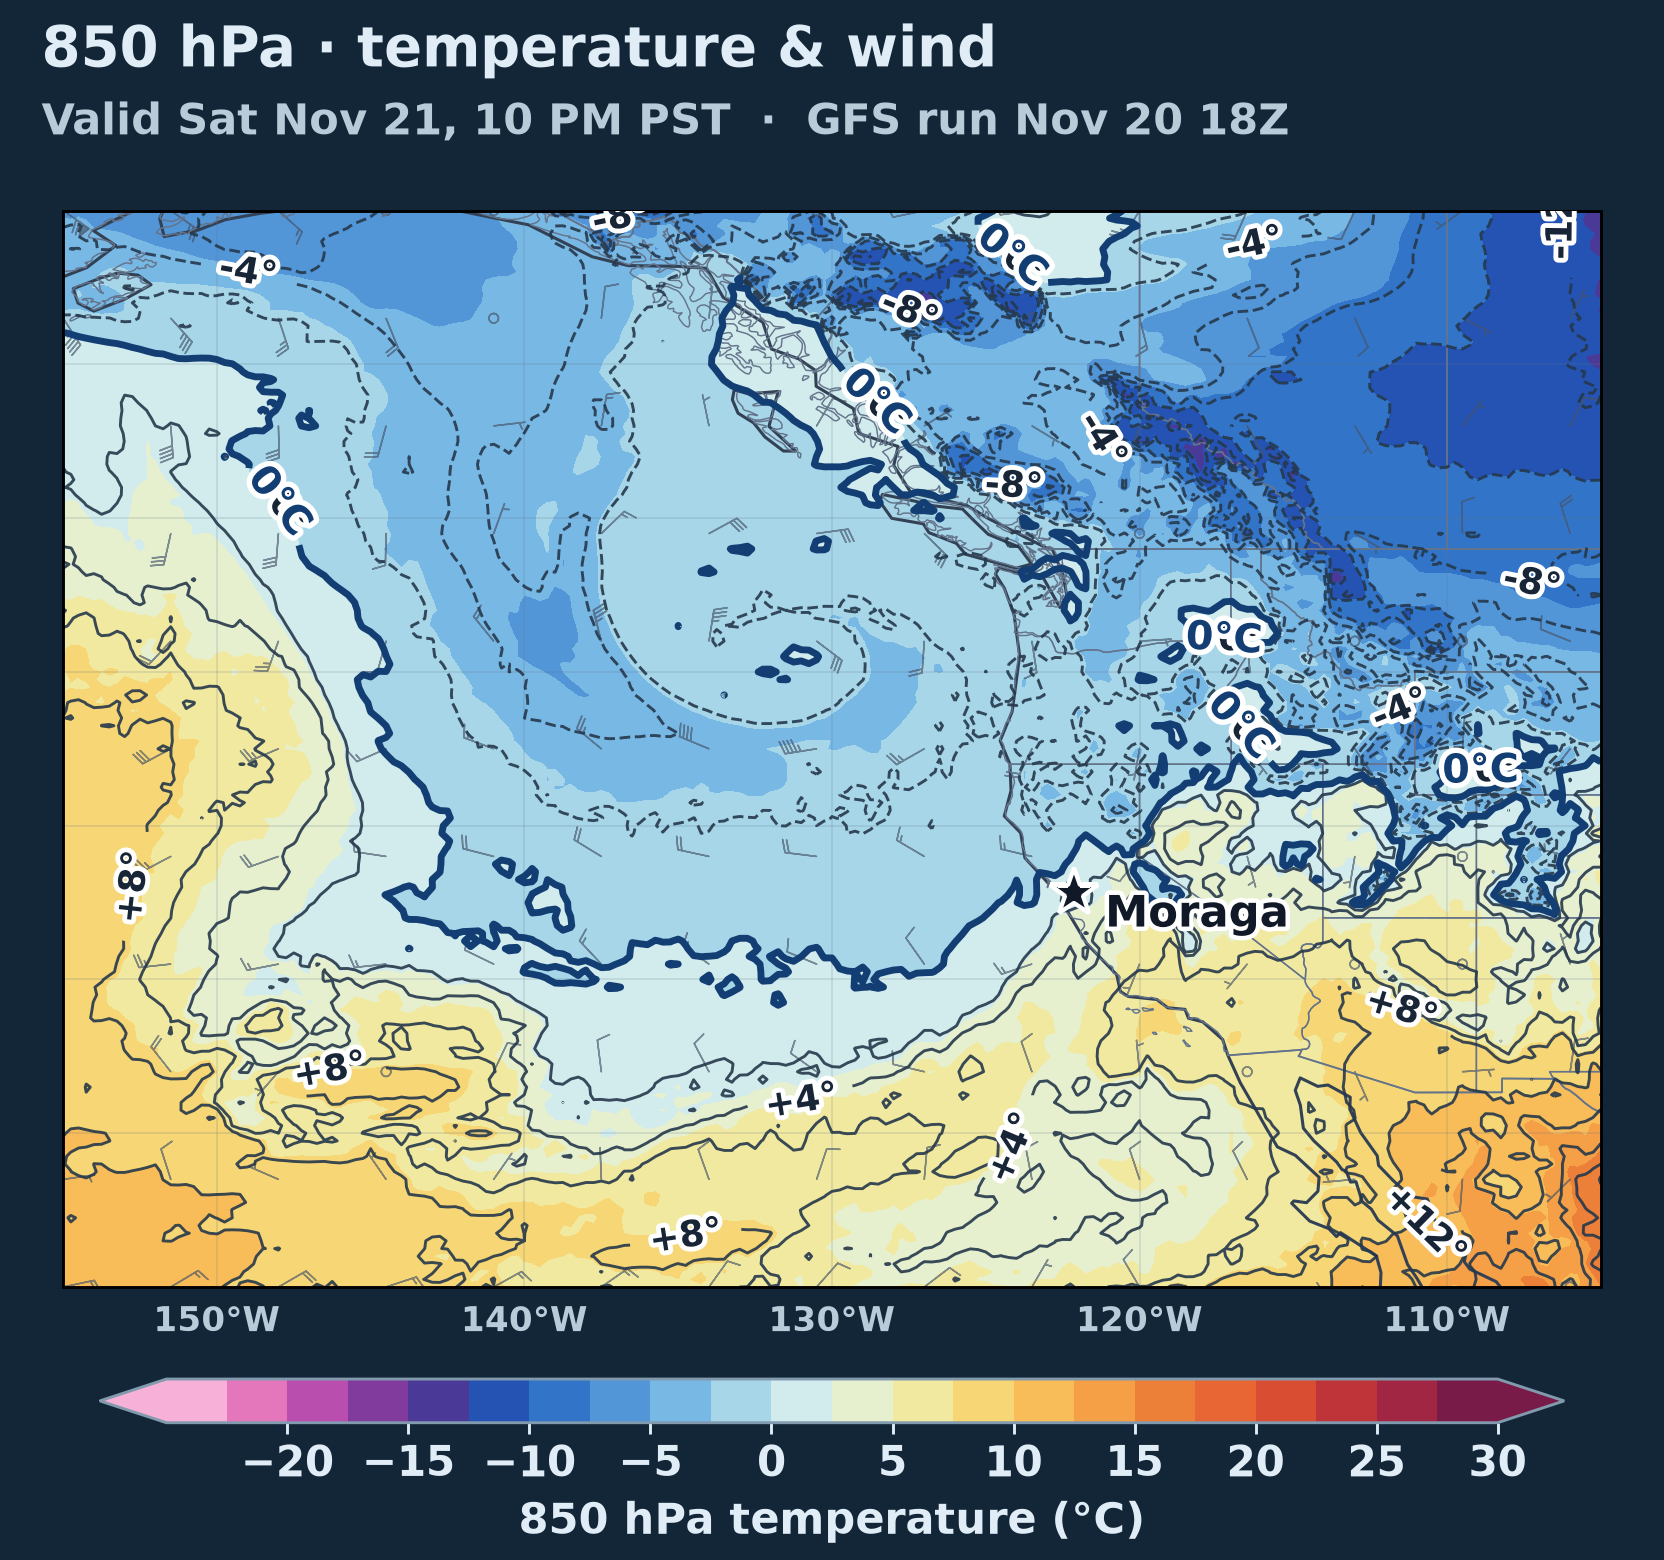 850 hPa · temperature & wind
Valid Sat Nov 21, 10 PM PST · GFS run Nov 20 18Z
-8°
0°C
-4°
-4°
-8°
0°C
-4°
0°C
-8°
-8°
0°C
-4°
0°C
0°C
+8°
Moraga
+8°
+8°
+4°
+4°
+12°
+8°
150°W 140°W 130°W 120°W 110°W
−20 −15 −10 −5 0 5 10 15 20 25 30
850 hPa temperature (°C)